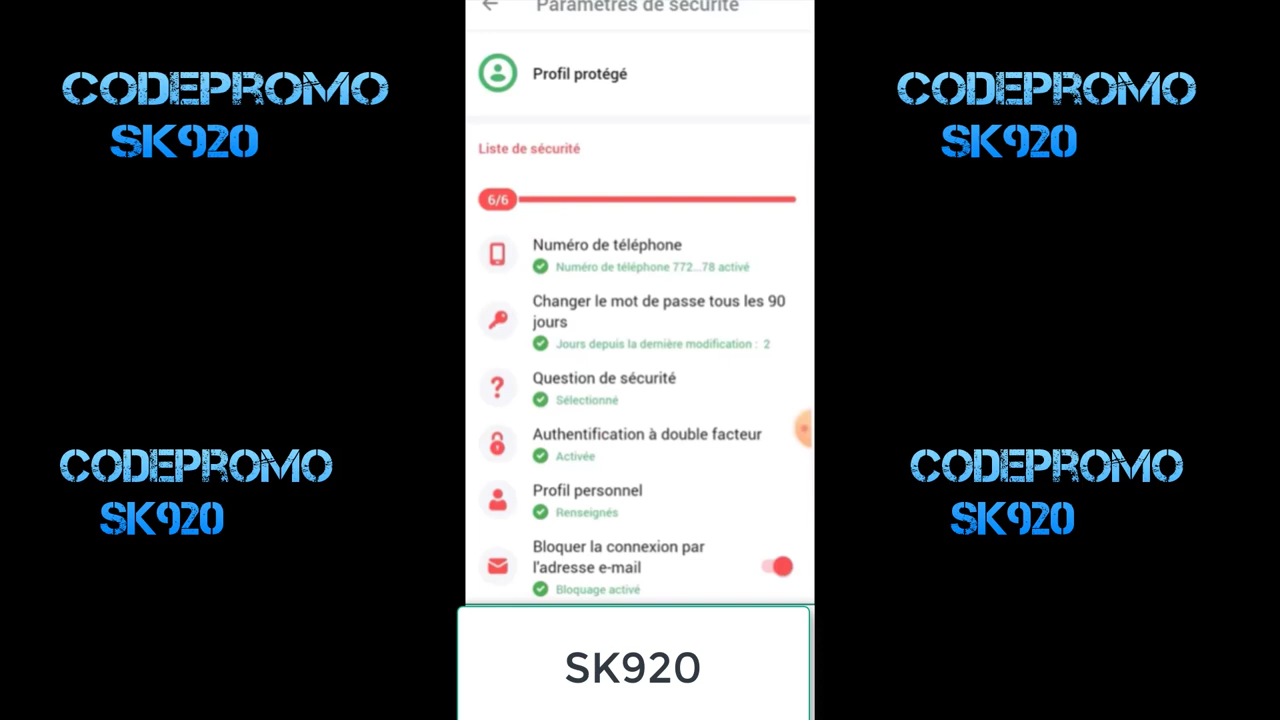 Paramètres de sécurité
CODEPROMO
SK920
CODEPROMO
SK920
Profil protégé
Liste de sécurité
6/6
Numéro de téléphone
Numéro de téléphone 772...78 activé
Changer le mot de passe tous les 90
jours
Jours depuis la dernière modification : 2
Question de sécurité
Sélectionné
Authentification à double facteur
Activée
Profil personnel
Renseignés
Bloquer la connexion par
l'adresse e-mail
Bloquage activé
CODEPROMO
SK920
CODEPROMO
SK920
SK920